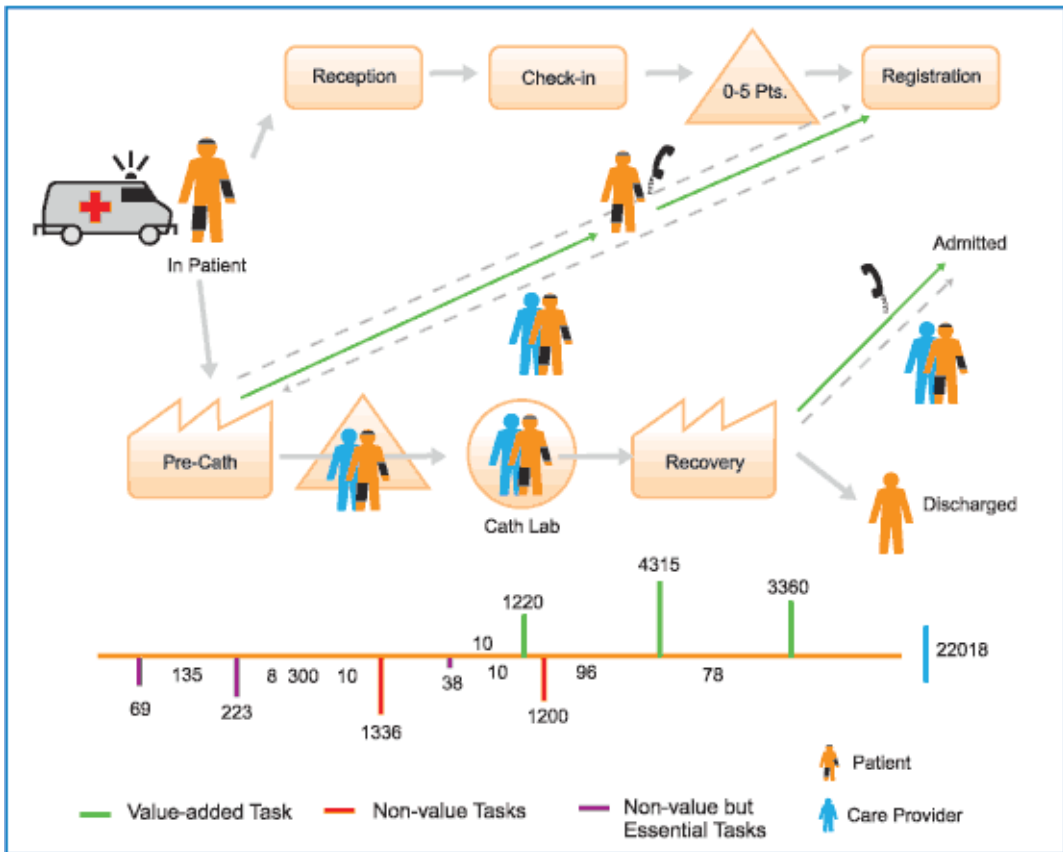 Reception
Check-in
0-5 Pts.
Registration
In Patient
Admitted
Pre-Cath
Recovery
Cath Lab
Discharged
4315
1220
3360
10
22018
135
8
300
10
38
10
96
78
69
223
1336
1200
Patient
Value-added Task
Non-value Tasks
Non-value but
Essential Tasks
Care Provider